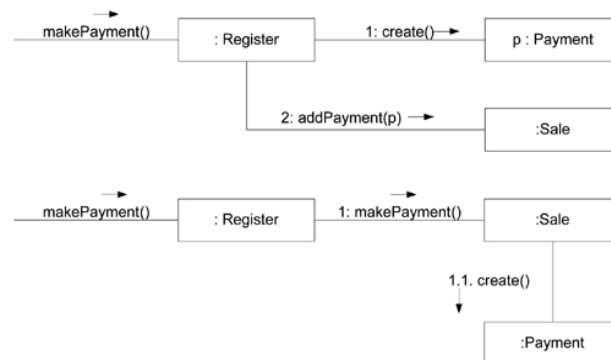 makePayment()
: Register
1: create()
p : Payment
2: addPayment(p)
:Sale
makePayment()
: Register
1: makePayment()
:Sale
1.1. create()
:Payment